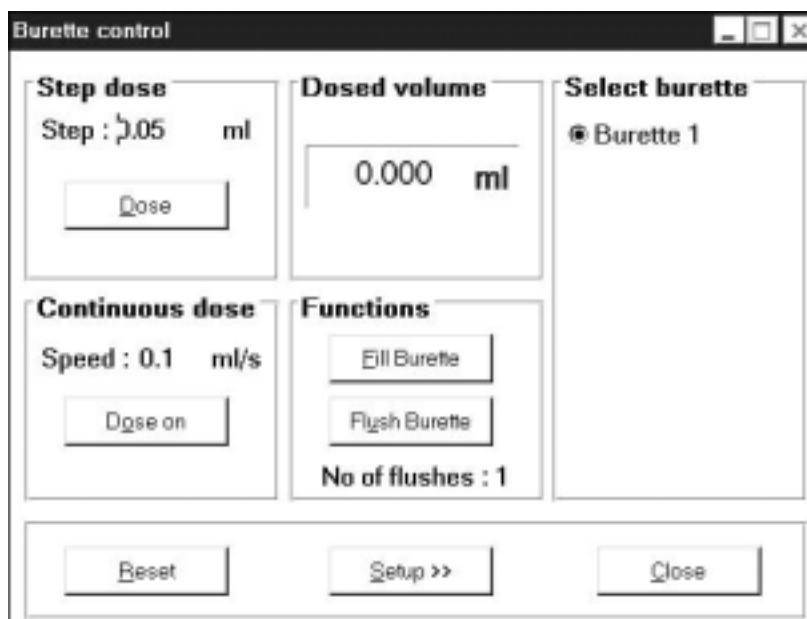 Burette control
Step dose
Step : 0.05 ml
Dose
Dosed volume
0.000 ml
Select burette
Burette 1
Continuous dose
Speed : 0.1 ml/s
Dose on
Functions
Fill Burette
Flush Burette
No of flushes : 1
Reset
Setup >>
Close